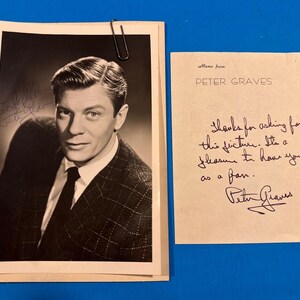 Memo from
PETER GRAVES
Thanks for asking for
this picture. It's a
pleasure to have you
as a fan.
Peter Graves